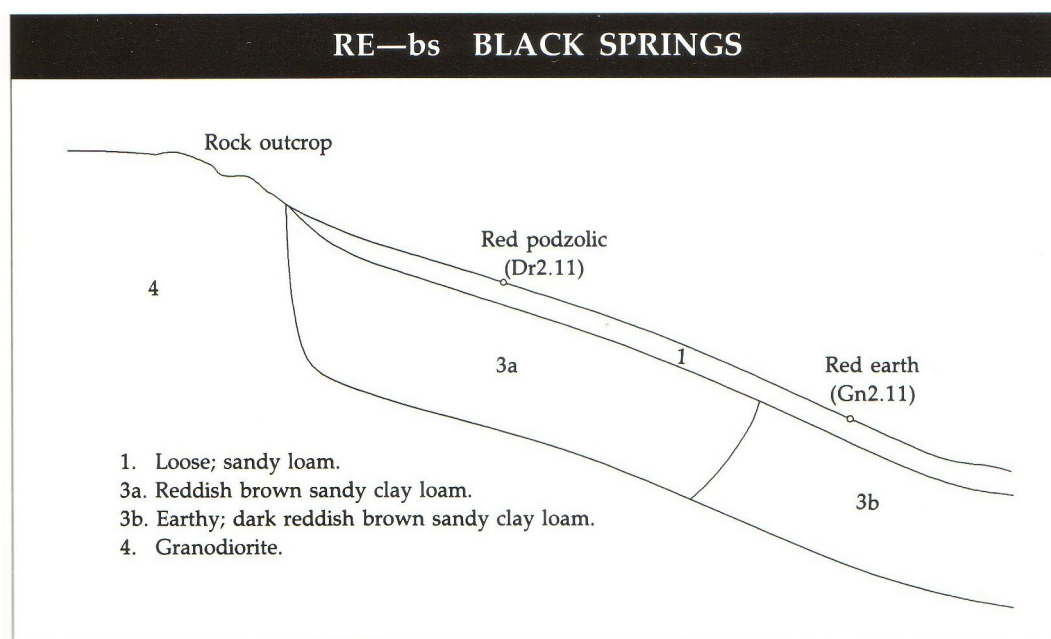 RE—bs BLACK SPRINGS
Rock outcrop
Red podzolic
(Dr2.11)
4
1
3a
Red earth
(Gn2.11)
3b
1. Loose; sandy loam.
3a. Reddish brown sandy clay loam.
3b. Earthy; dark reddish brown sandy clay loam.
4. Granodiorite.